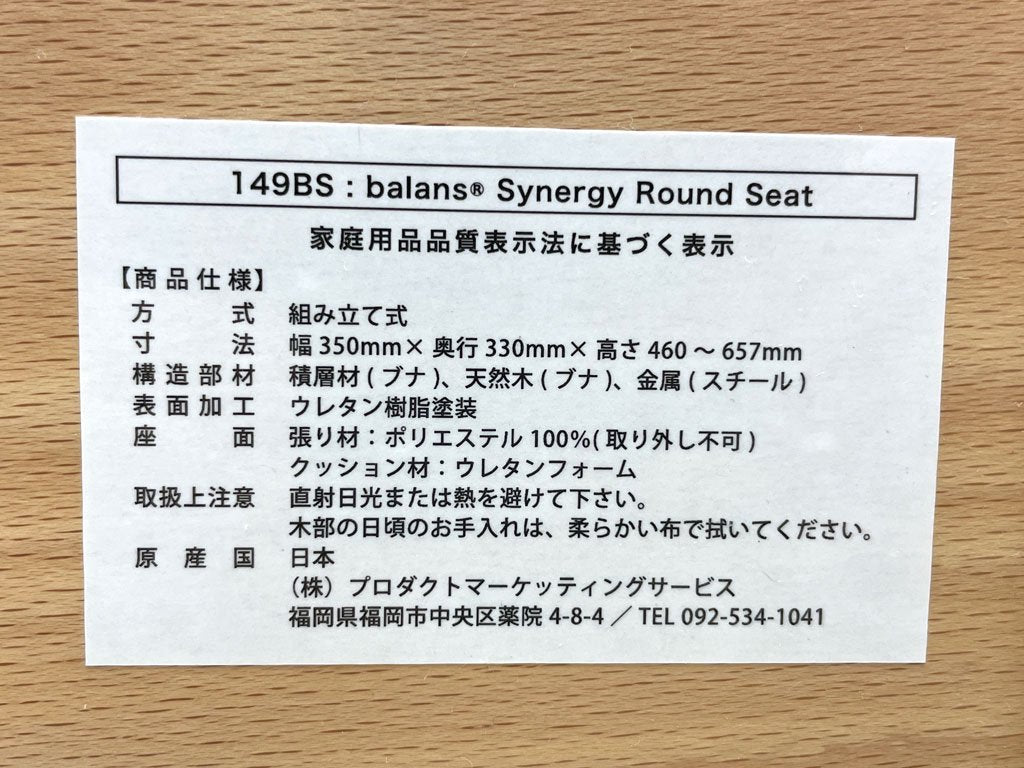 149BS : balans® Synergy Round Seat
家庭用品品質表示法に基づく表示
【商品仕様】
方式 組み立て式
寸法 幅 350mm× 奥行 330mm× 高さ 460 ～ 657mm
構造部材 積層材 ( ブナ )、天然木 ( ブナ )、金属 ( スチール )
表面加工 ウレタン樹脂塗装
座面 張り材：ポリエステル 100%( 取り外し不可 )
クッション材：ウレタンフォーム
取扱上注意 直射日光または熱を避けて下さい。
木部の日頃のお手入れは、柔らかい布で拭いてください。
原産国 日本
（株）プロダクトマーケッティングサービス
福岡県福岡市中央区薬院 4-8-4 ／ TEL 092-534-1041